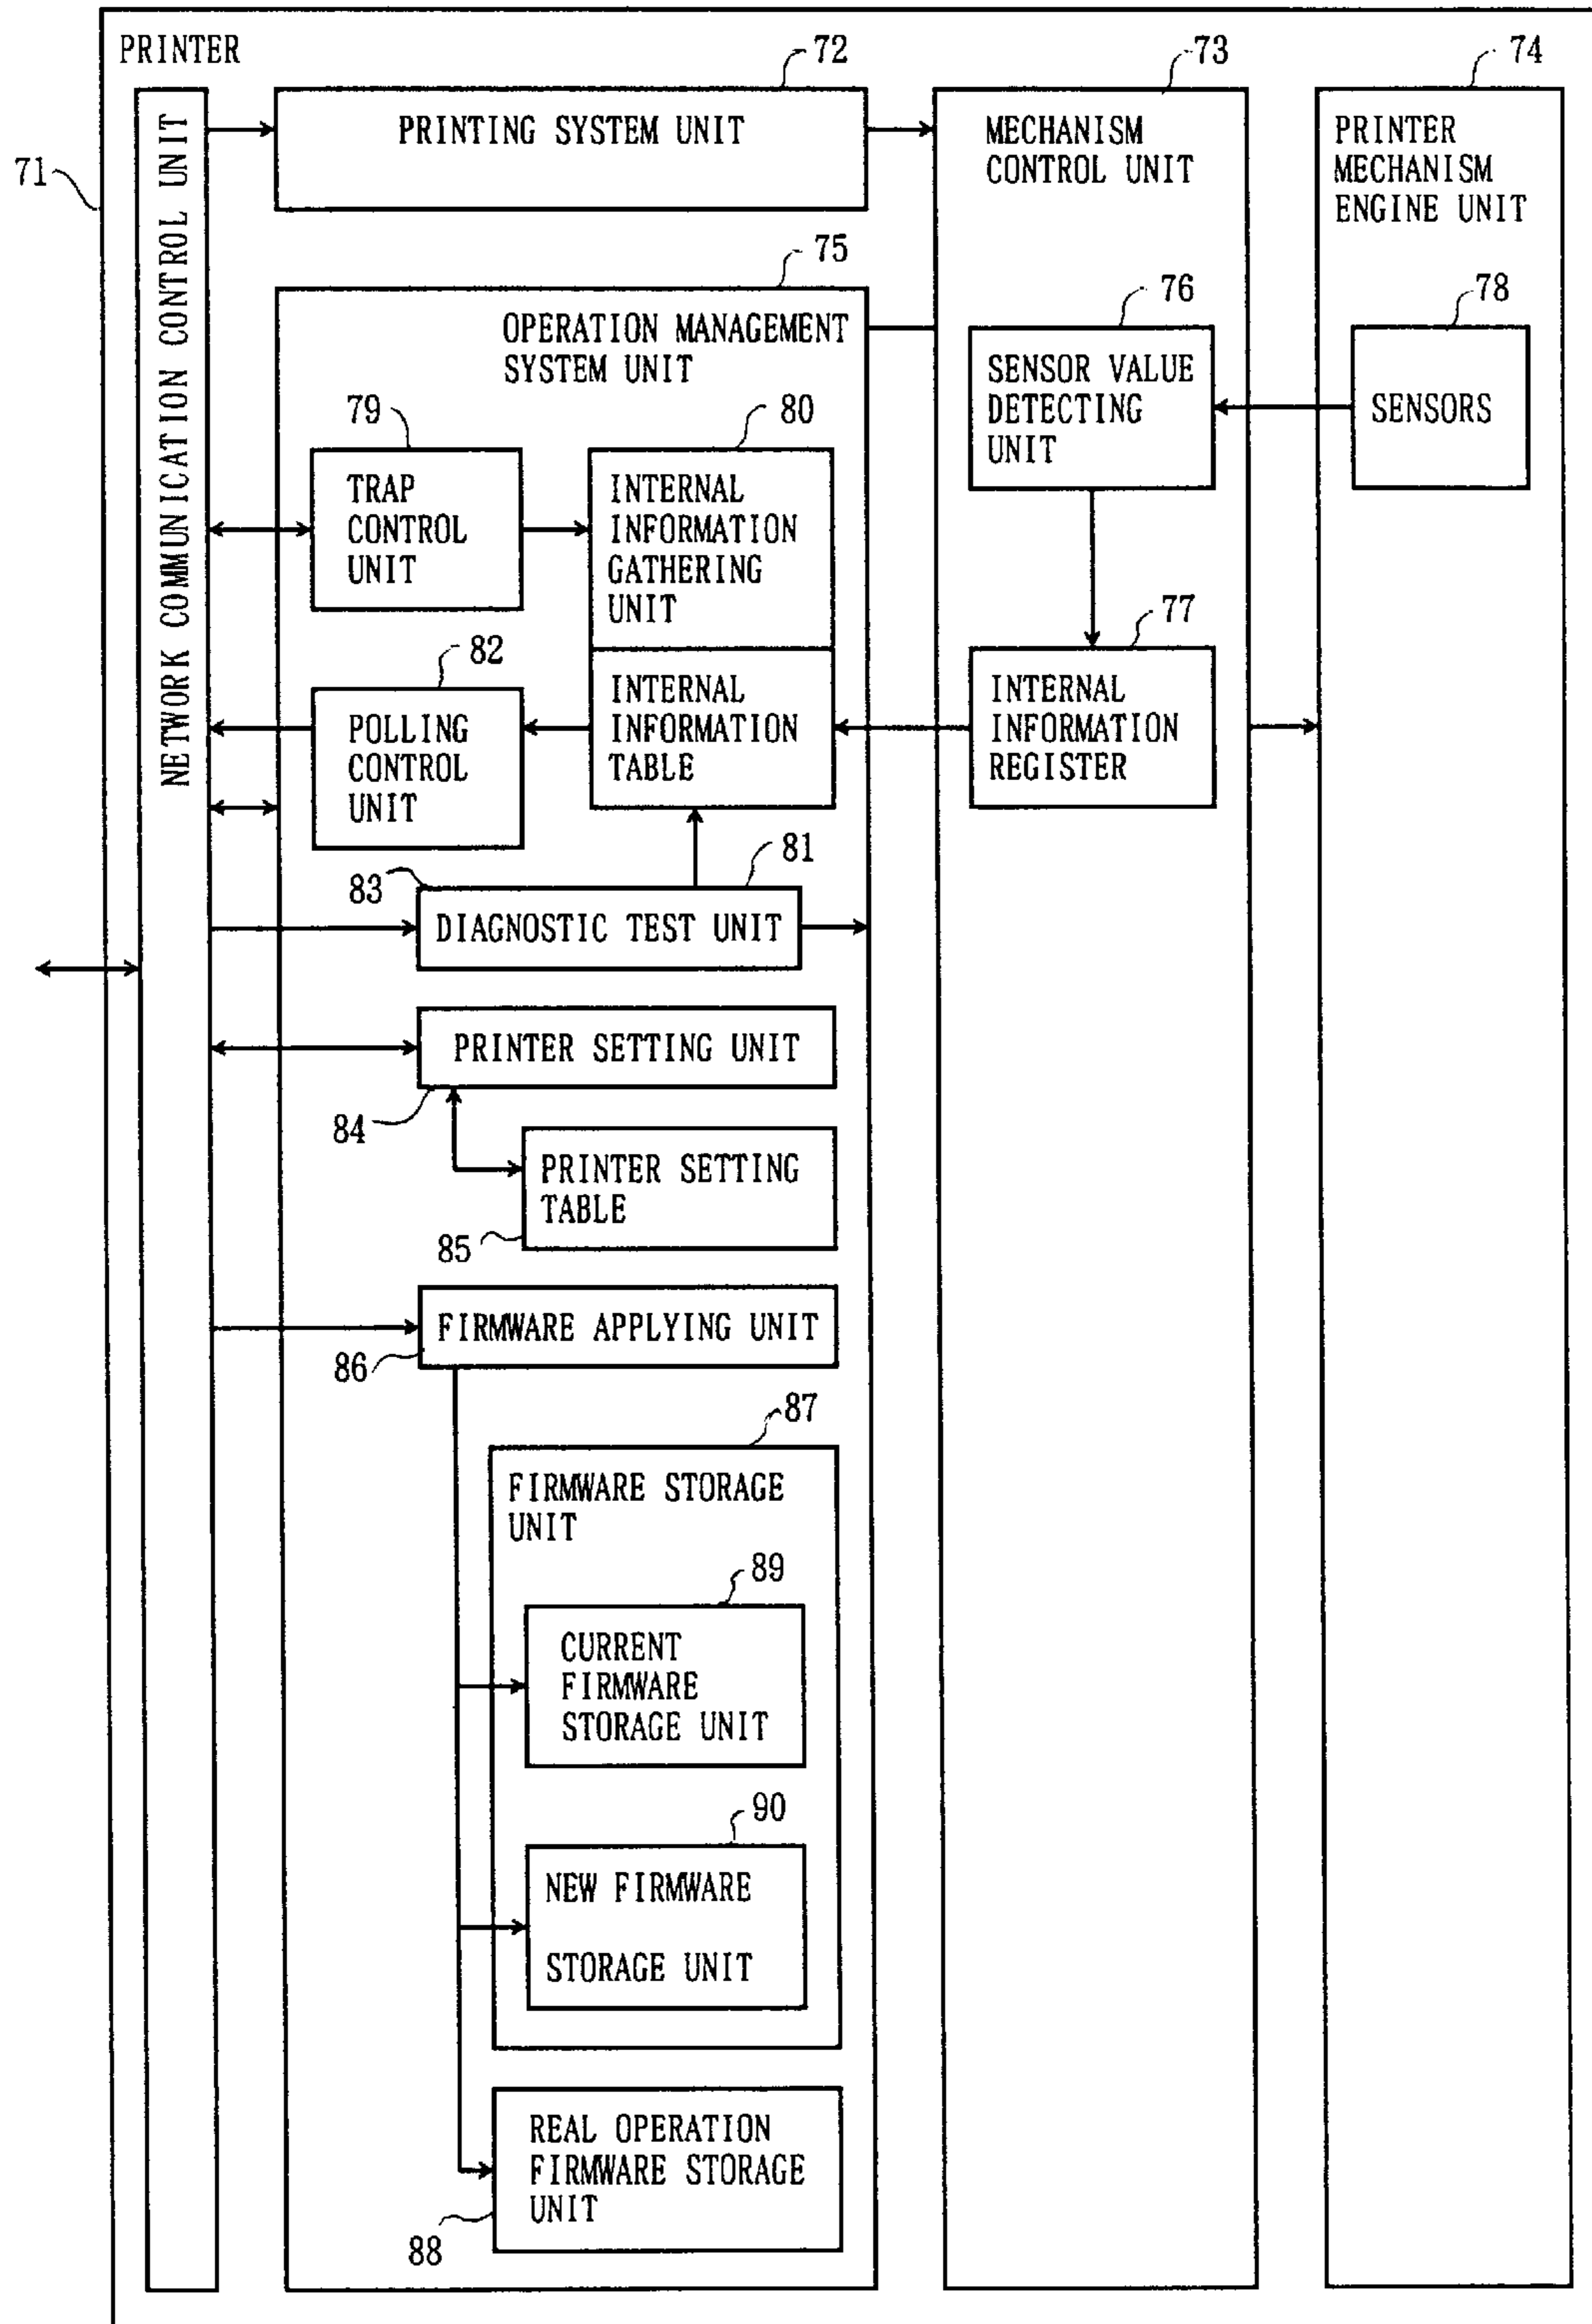 PRINTER
71
NETWORK COMMUNICATION CONTROL UNIT
72
PRINTING SYSTEM UNIT
73
MECHANISM
CONTROL UNIT
74
PRINTER
MECHANISM
ENGINE UNIT
75
OPERATION MANAGEMENT
SYSTEM UNIT
76
SENSOR VALUE
DETECTING
UNIT
78
SENSORS
79
TRAP
CONTROL
UNIT
80
INTERNAL
INFORMATION
GATHERING
UNIT
77
INTERNAL
INFORMATION
REGISTER
82
POLLING
CONTROL
UNIT
INTERNAL
INFORMATION
TABLE
81
83
DIAGNOSTIC TEST UNIT
PRINTER SETTING UNIT
84
PRINTER SETTING
TABLE
85
FIRMWARE APPLYING UNIT
86
87
FIRMWARE STORAGE
UNIT
89
CURRENT
FIRMWARE
STORAGE UNIT
90
NEW FIRMWARE
STORAGE UNIT
REAL OPERATION
FIRMWARE STORAGE
UNIT
88